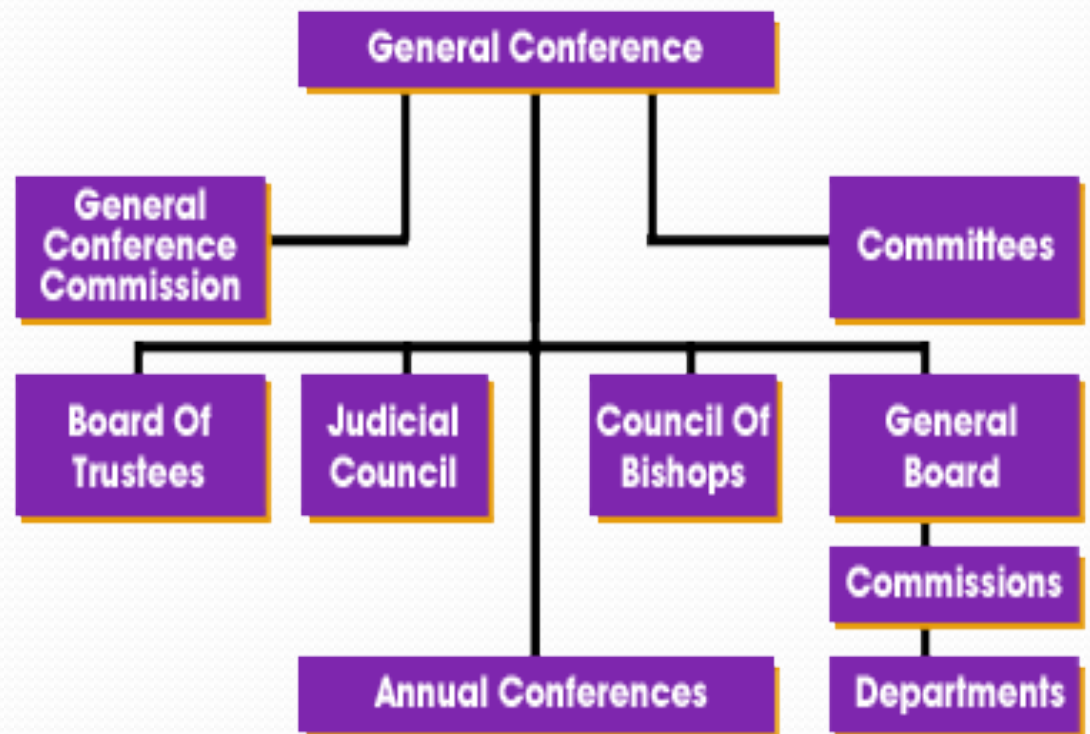 General Conference
General
Conference
Commission
Committees
Board Of
Trustees
Judicial
Council
Council Of
Bishops
General
Board
Commissions
Annual Conferences
Departments